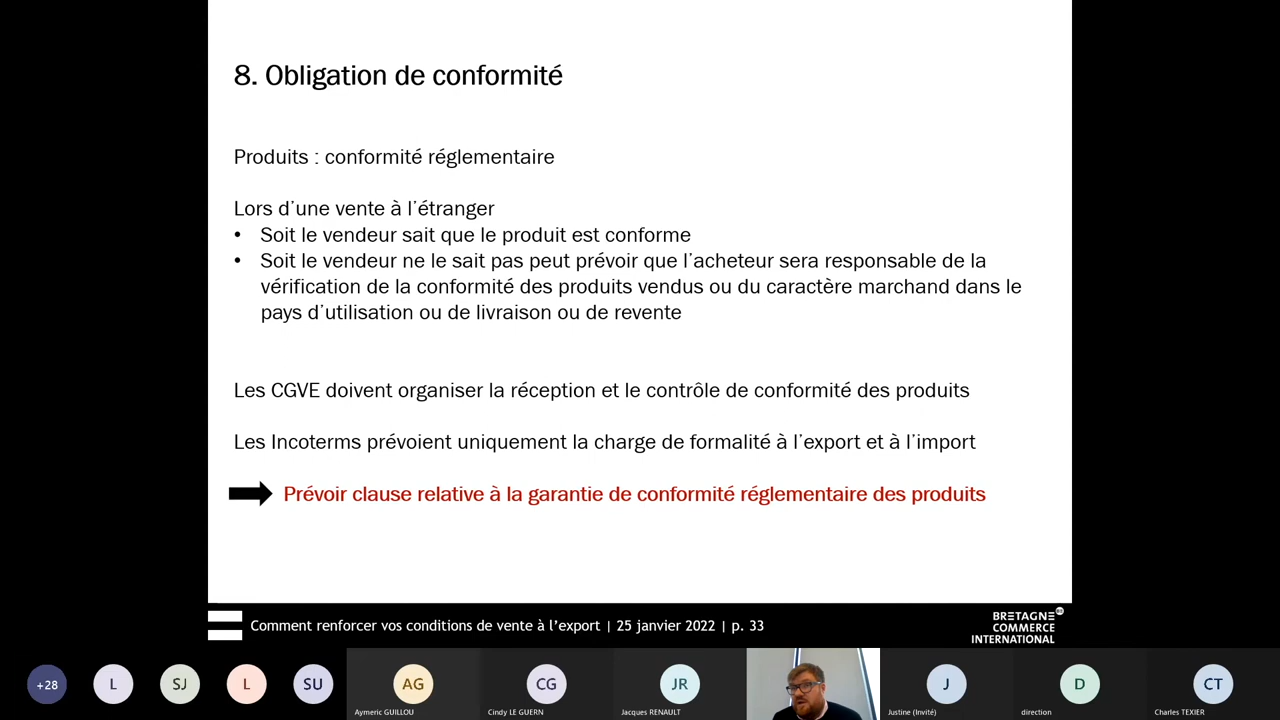 8. Obligation de conformité
Produits : conformité réglementaire
Lors d’une vente à l’étranger
• Soit le vendeur sait que le produit est conforme
• Soit le vendeur ne le sait pas peut prévoir que l’acheteur sera responsable de la
vérification de la conformité des produits vendus ou du caractère marchand dans le
pays d’utilisation ou de livraison ou de revente
Les CGVE doivent organiser la réception et le contrôle de conformité des produits
Les Incoterms prévoient uniquement la charge de formalité à l’export et à l’import
Prévoir clause relative à la garantie de conformité réglementaire des produits
Comment renforcer vos conditions de vente à l’export | 25 janvier 2022 | p. 33
BRETAGNE
COMMERCE
INTERNATIONAL
+28
L
SJ
L
SU
AG
CG
JR
J
D
CT
Aymeric GUILLOU
Cindy LE GUERN
Jacques RENAULT
Justine (Invité)
direction
Charles TEXIER